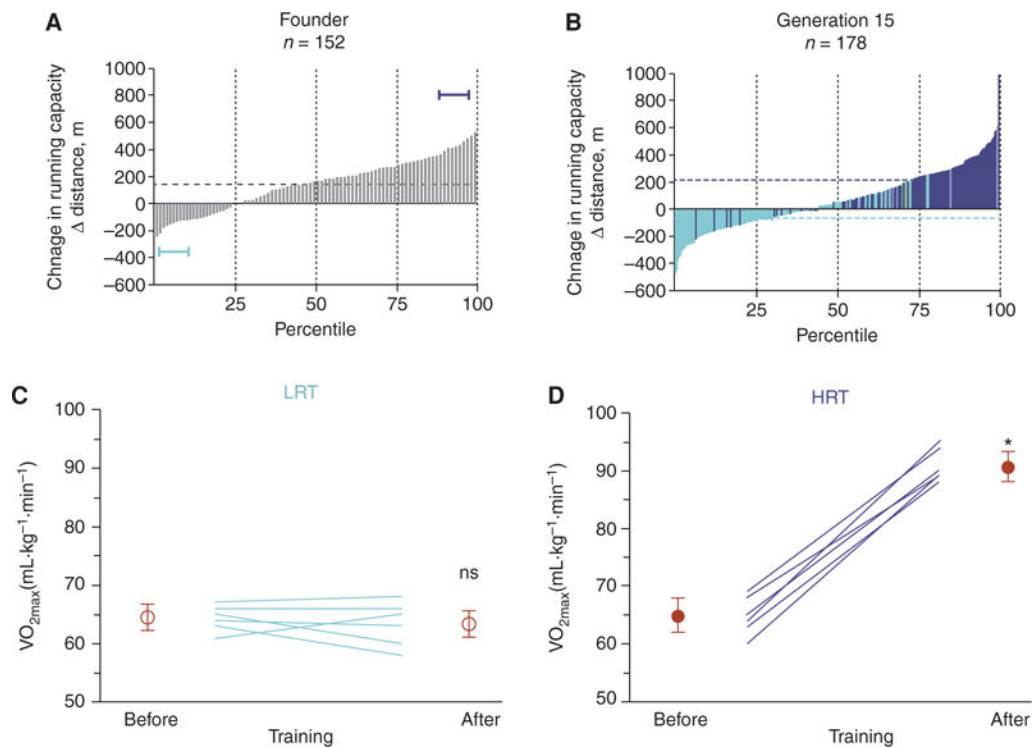 A
Founder
n = 152
Chnage in running capacity
Δ distance, m
1000
800
600
400
200
0
–200
–400
–600
25
50
75
100
Percentile
B
Generation 15
n = 178
Chnage in running capacity
Δ distance, m
1000
800
600
400
200
0
–200
–400
–600
25
50
75
100
Percentile
C
LRT
VO2max(mL·kg−1·min−1)
100
90
80
70
60
50
ns
Before
After
Training
D
HRT
VO2max(mL·kg−1·min−1)
100
90
80
70
60
50
*
Before
After
Training